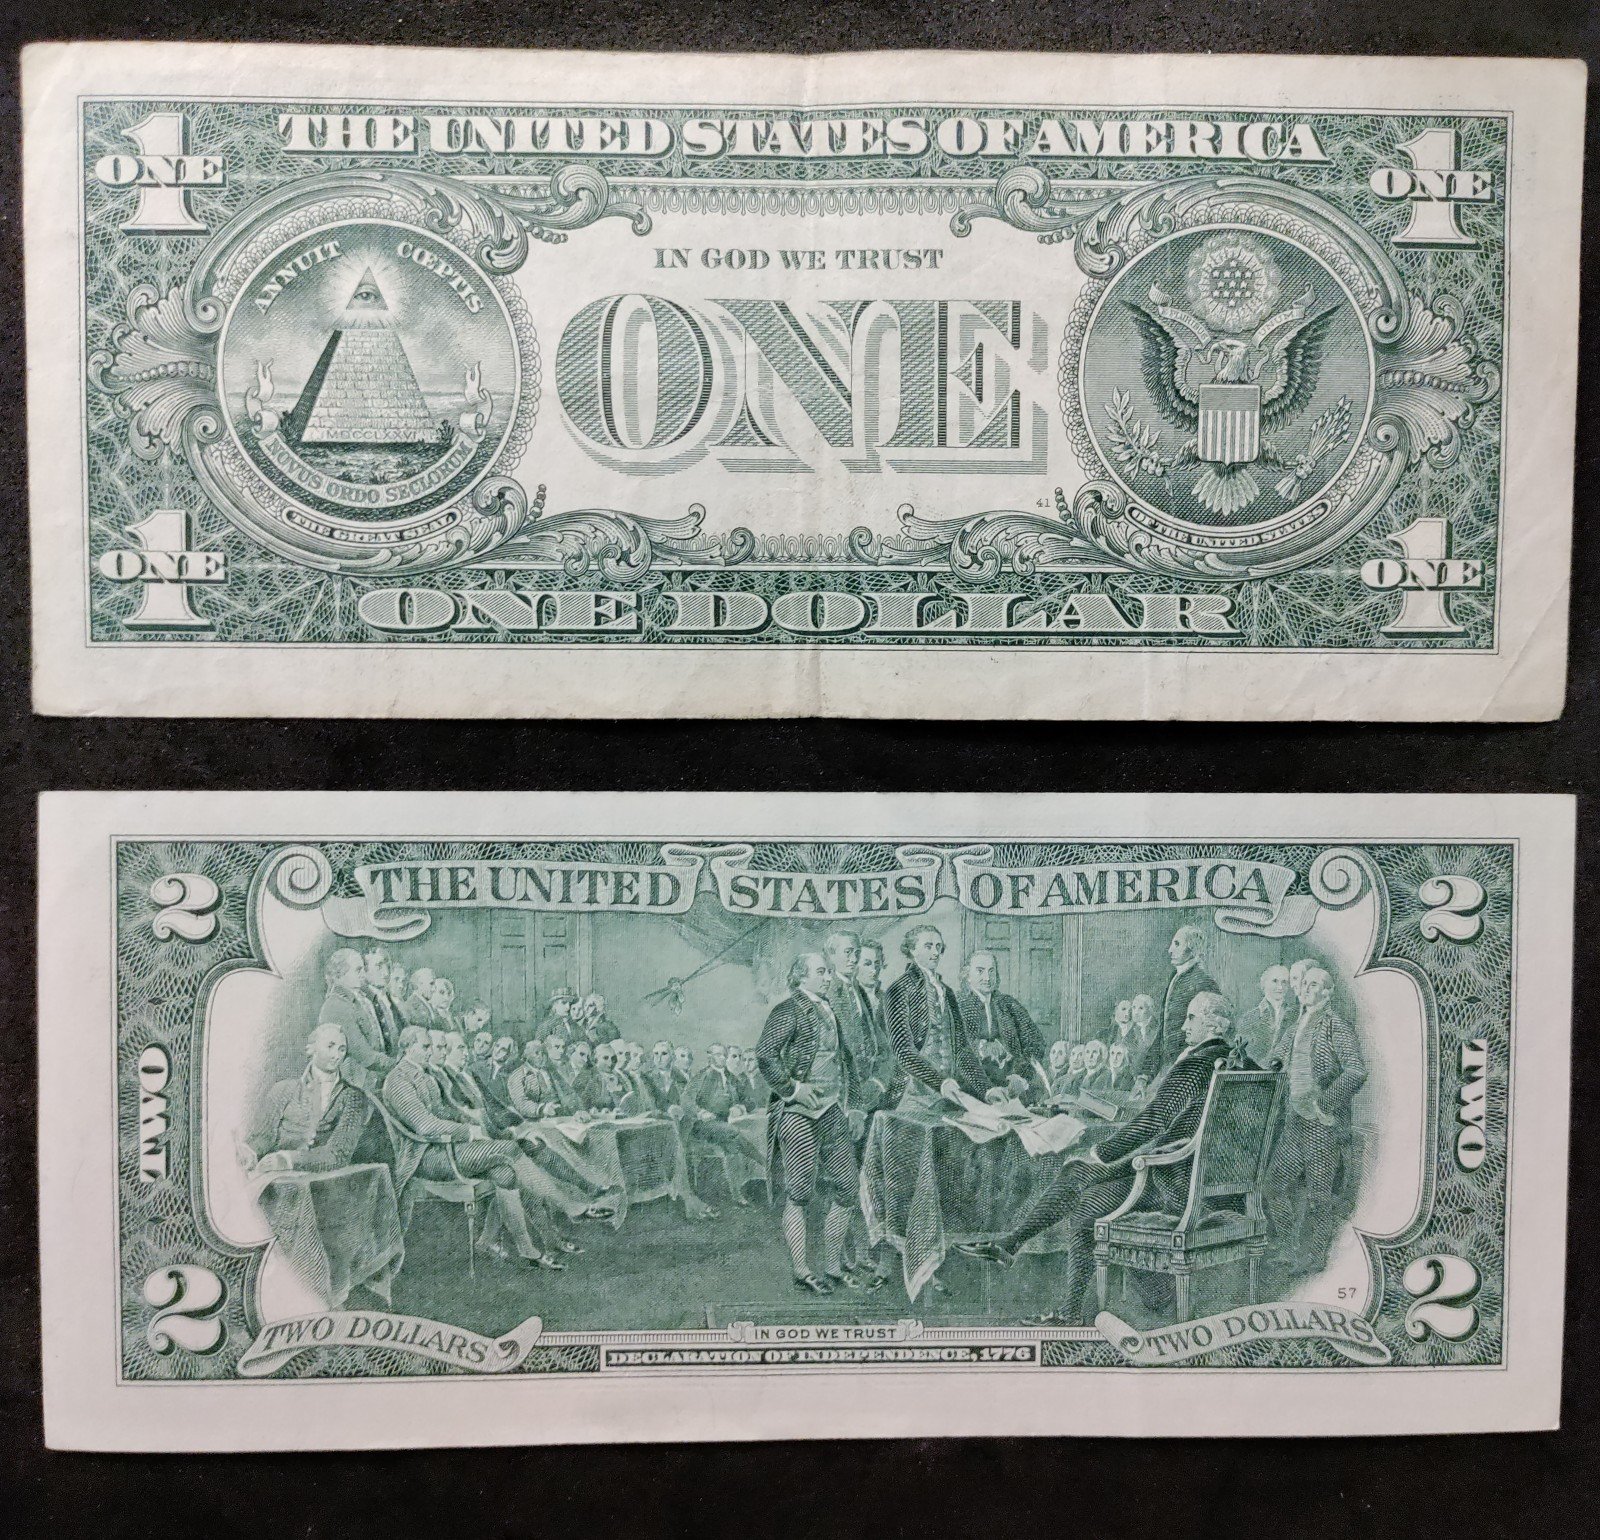 1 THE UNITED STATES OF AMERICA 1
ONE ONE
ANNUIT CŒPTIS
IN GOD WE TRUST
ONE
NOVUS ORDO SECLORUM
41
THE GREAT SEAL
OF THE UNITED STATES
1 1
ONE ONE
ONE DOLLAR
2 THE UNITED STATES OF AMERICA 2
TWO TWO
57
2 2
TWO DOLLARS IN GOD WE TRUST TWO DOLLARS
DECLARATION OF INDEPENDENCE, 1776